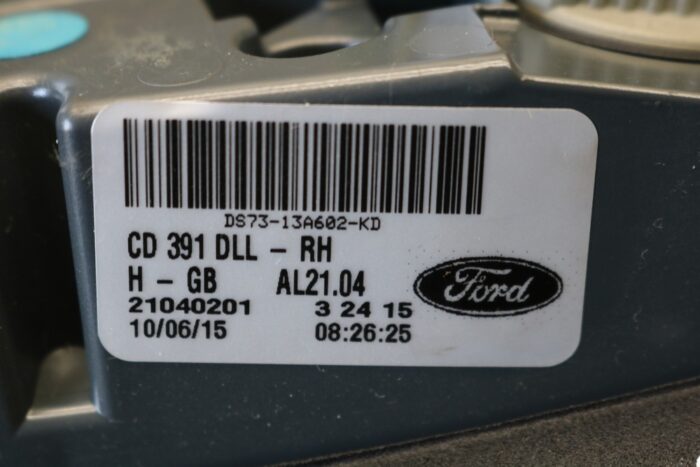 DS73-13A602-KD
CD 391 DLL - RH
H - GB AL21.04
21040201 3 24 15
10/06/15 08:26:25
Ford